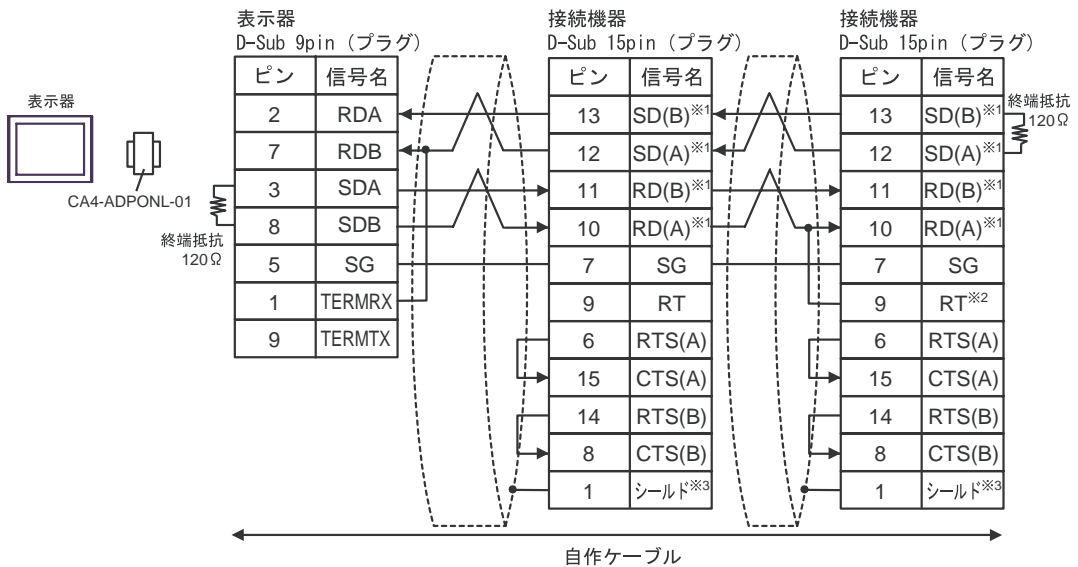 表示器
CA4-ADPONL-01
終端抵抗
120Ω
表示器
D-Sub 9pin（プラグ）
ピン 信号名
2 RDA
7 RDB
3 SDA
8 SDB
5 SG
1 TERMRX
9 TERMTX
接続機器
D-Sub 15pin（プラグ）
ピン 信号名
13 SD(B)※1
12 SD(A)※1
11 RD(B)※1
10 RD(A)※1
7 SG
9 RT
6 RTS(A)
15 CTS(A)
14 RTS(B)
8 CTS(B)
1 シールド※3
接続機器
D-Sub 15pin（プラグ）
ピン 信号名
13 SD(B)※1
12 SD(A)※1
11 RD(B)※1
10 RD(A)※1
7 SG
9 RT※2
6 RTS(A)
15 CTS(A)
14 RTS(B)
8 CTS(B)
1 シールド※3
終端抵抗
120Ω
自作ケーブル